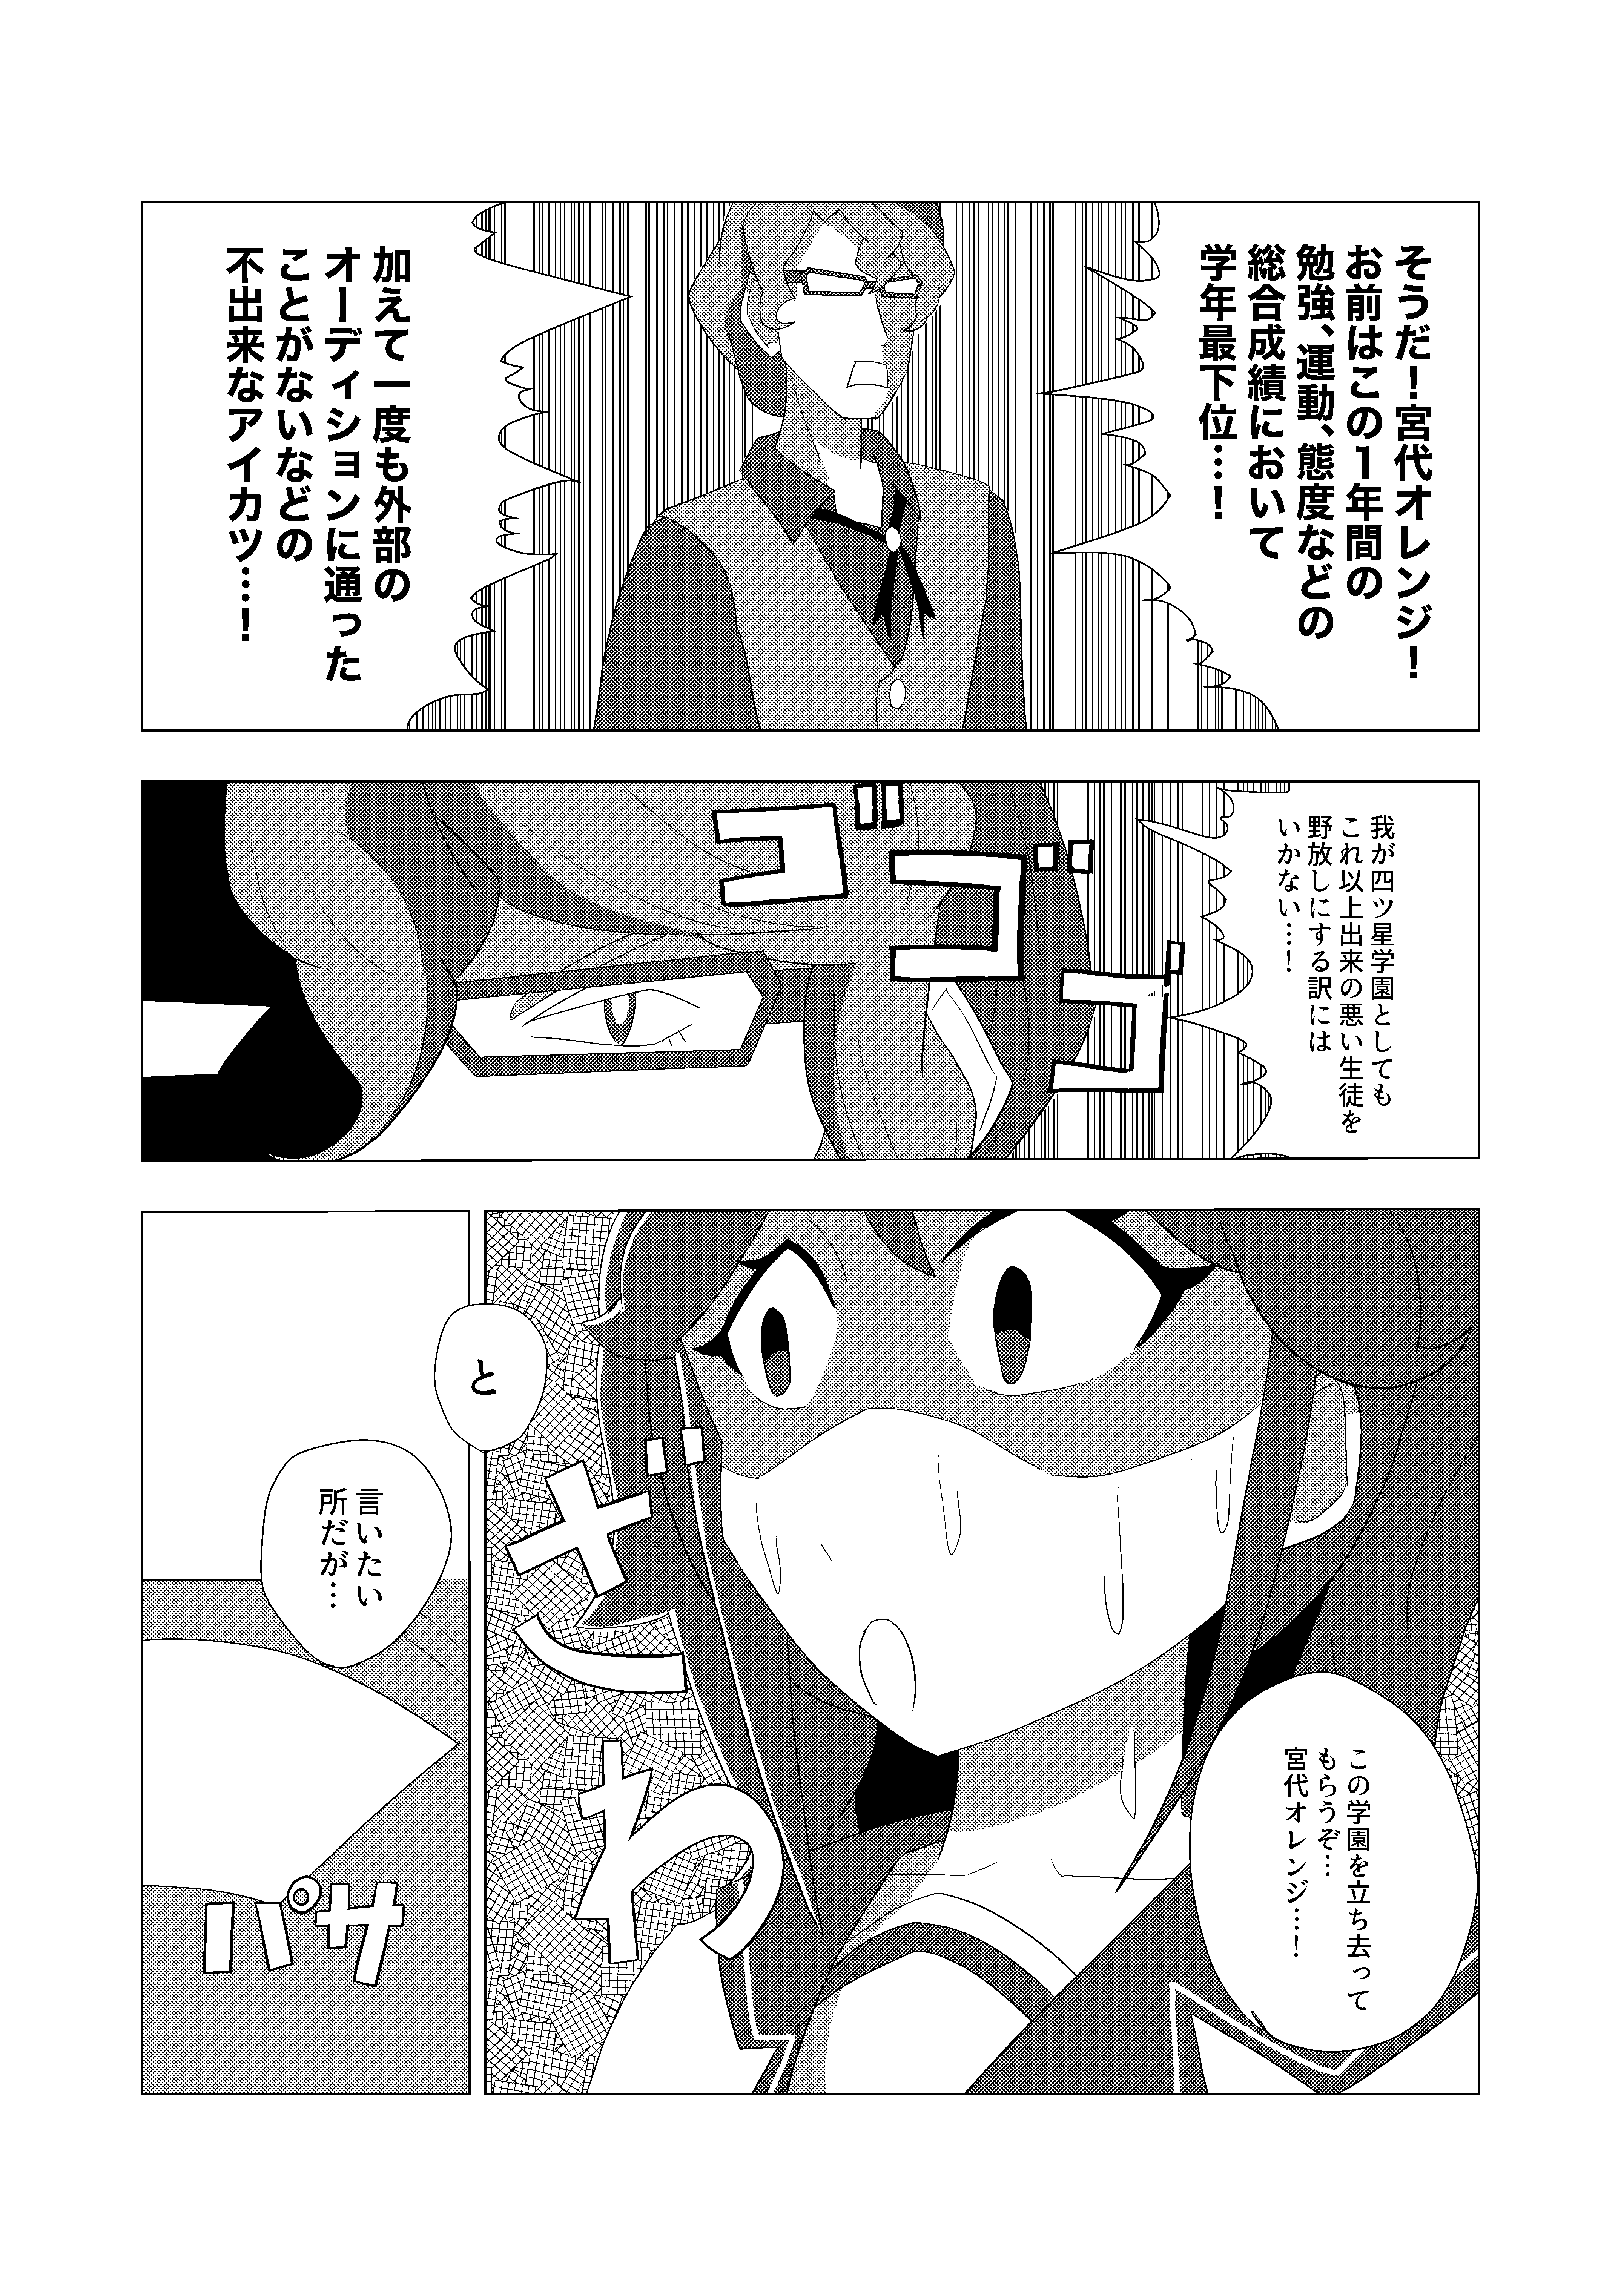 そうだ！宮代オレンジ！
お前はこの1年間の
勉強、運動、態度などの
総合成績において
学年最下位…！
加えて一度も外部の
オーディションに通った
ことがないなどの
不出来なアイカツ…！
我が四ツ星学園としても
これ以上出来の悪い生徒を
野放しにする訳には
いかない…！
ゴゴゴ
この学園を立ち去って
もらうぞ…
宮代オレンジ…！
ざわ
と
言いたい
所だが…
パサ